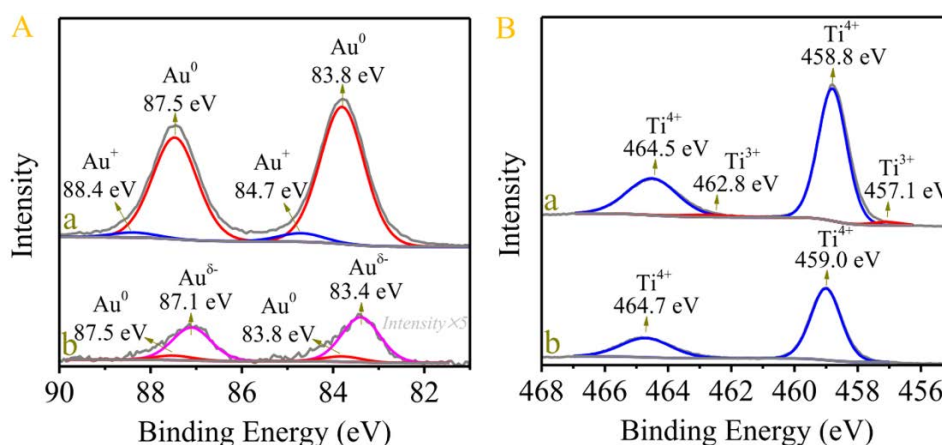 A
Au⁰
87.5 eV
Au⁰
83.8 eV
Au⁺
88.4 eV
Au⁺
84.7 eV
a
Au⁰
87.5 eV
Au^δ-
87.1 eV
Au⁰
83.8 eV
Au^δ-
83.4 eV
Intensity×5
b
Intensity
90 88 86 84 82
Binding Energy (eV)
B
Ti⁴⁺
458.8 eV
Ti⁴⁺
464.5 eV
Ti³⁺
462.8 eV
Ti³⁺
457.1 eV
a
Ti⁴⁺
459.0 eV
Ti⁴⁺
464.7 eV
b
Intensity
468 466 464 462 460 458 456
Binding Energy (eV)